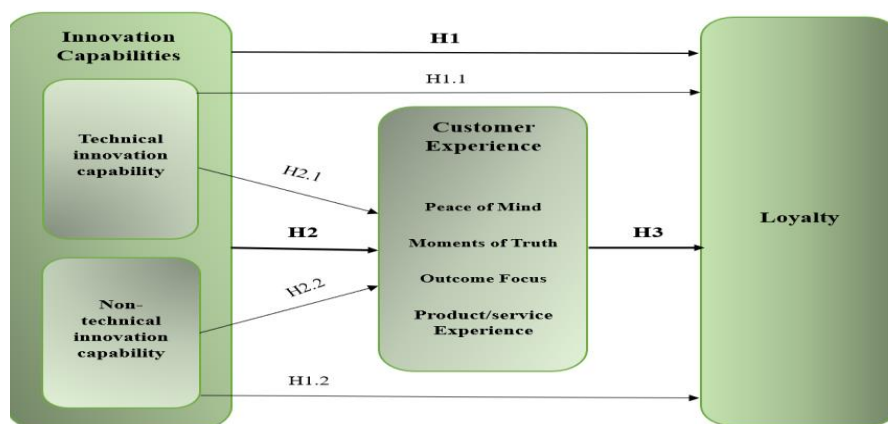 Innovation
Capabilities
Technical
innovation
capability
Non-
technical
innovation
capability
H1
H1.1
H2.1
H2
H2.2
H1.2
Customer
Experience
Peace of Mind
Moments of Truth
Outcome Focus
Product/service
Experience
H3
Loyalty